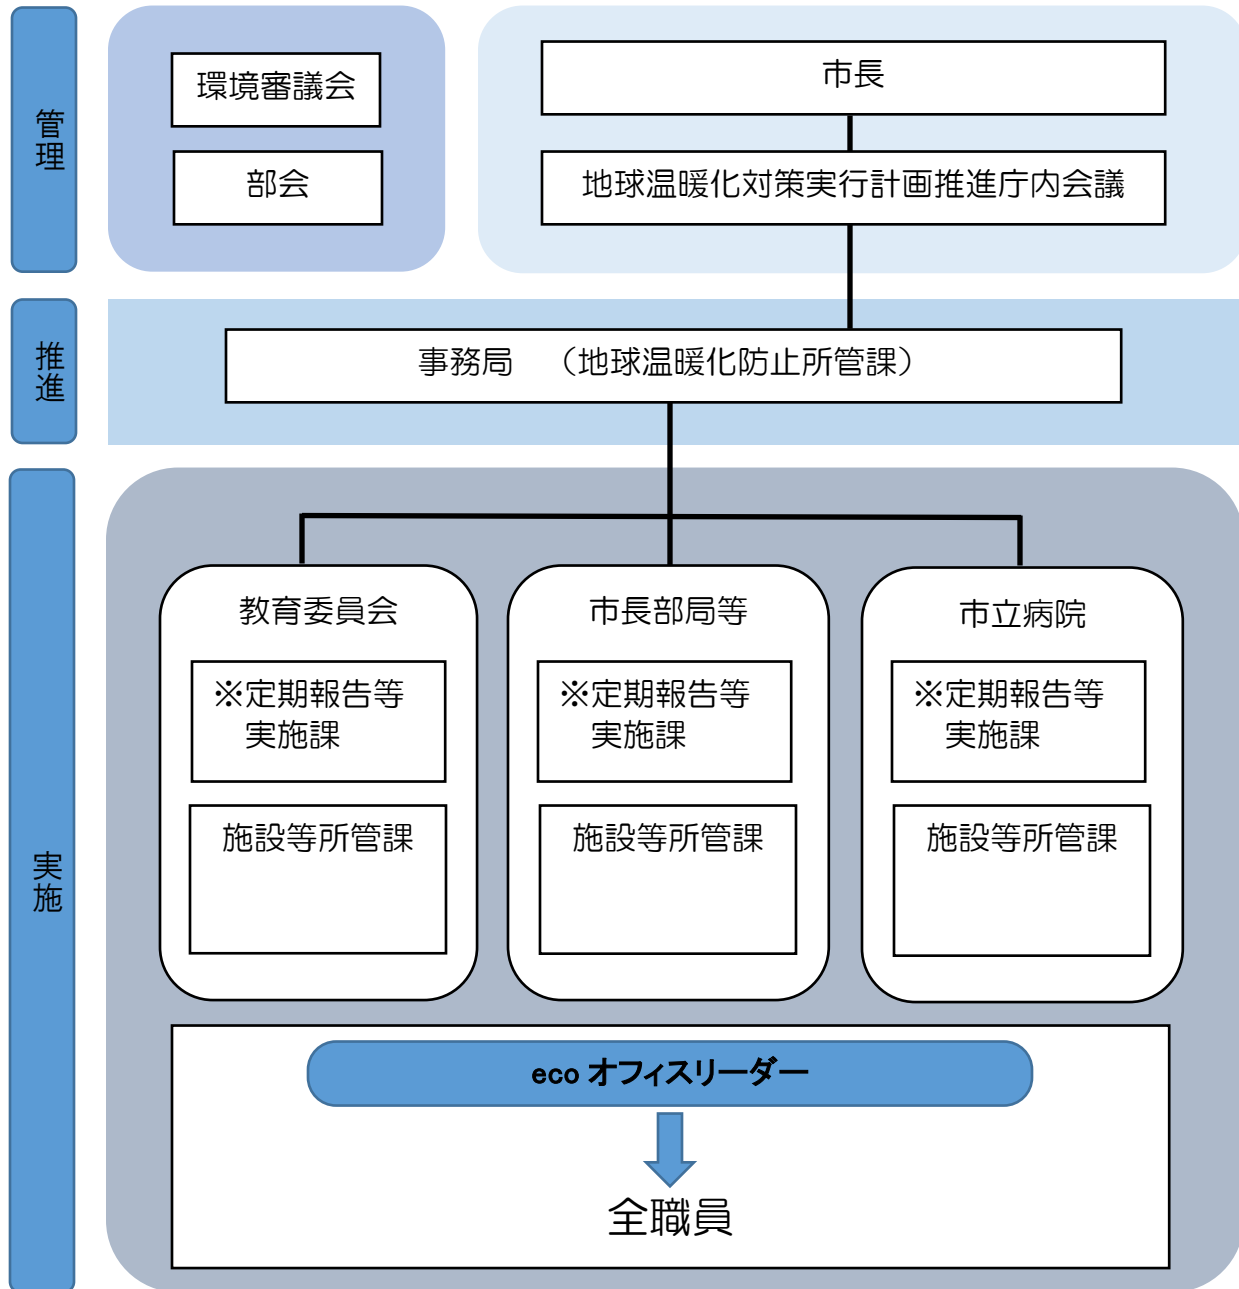 管理
環境審議会
部会
市長
地球温暖化対策実行計画推進庁内会議
推進
事務局　（地球温暖化防止所管課）
実施
教育委員会
※定期報告等
実施課
施設等所管課
市長部局等
※定期報告等
実施課
施設等所管課
市立病院
※定期報告等
実施課
施設等所管課
eco オフィスリーダー
全職員